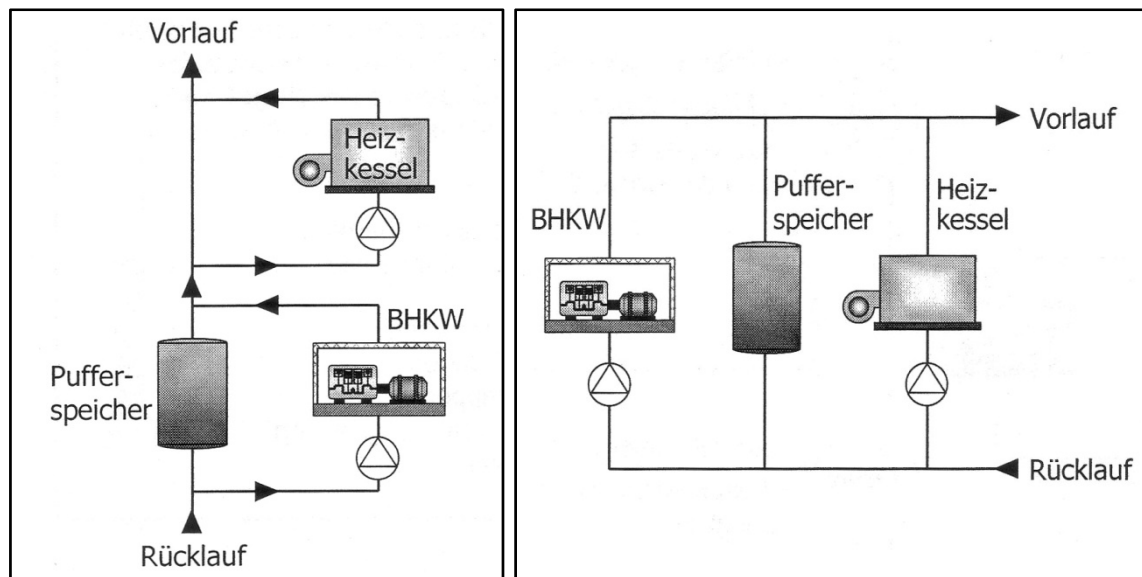 Vorlauf
Heiz-
kessel
BHKW
Puffer-
speicher
Rücklauf
Vorlauf
Puffer-
speicher
Heiz-
kessel
BHKW
Rücklauf